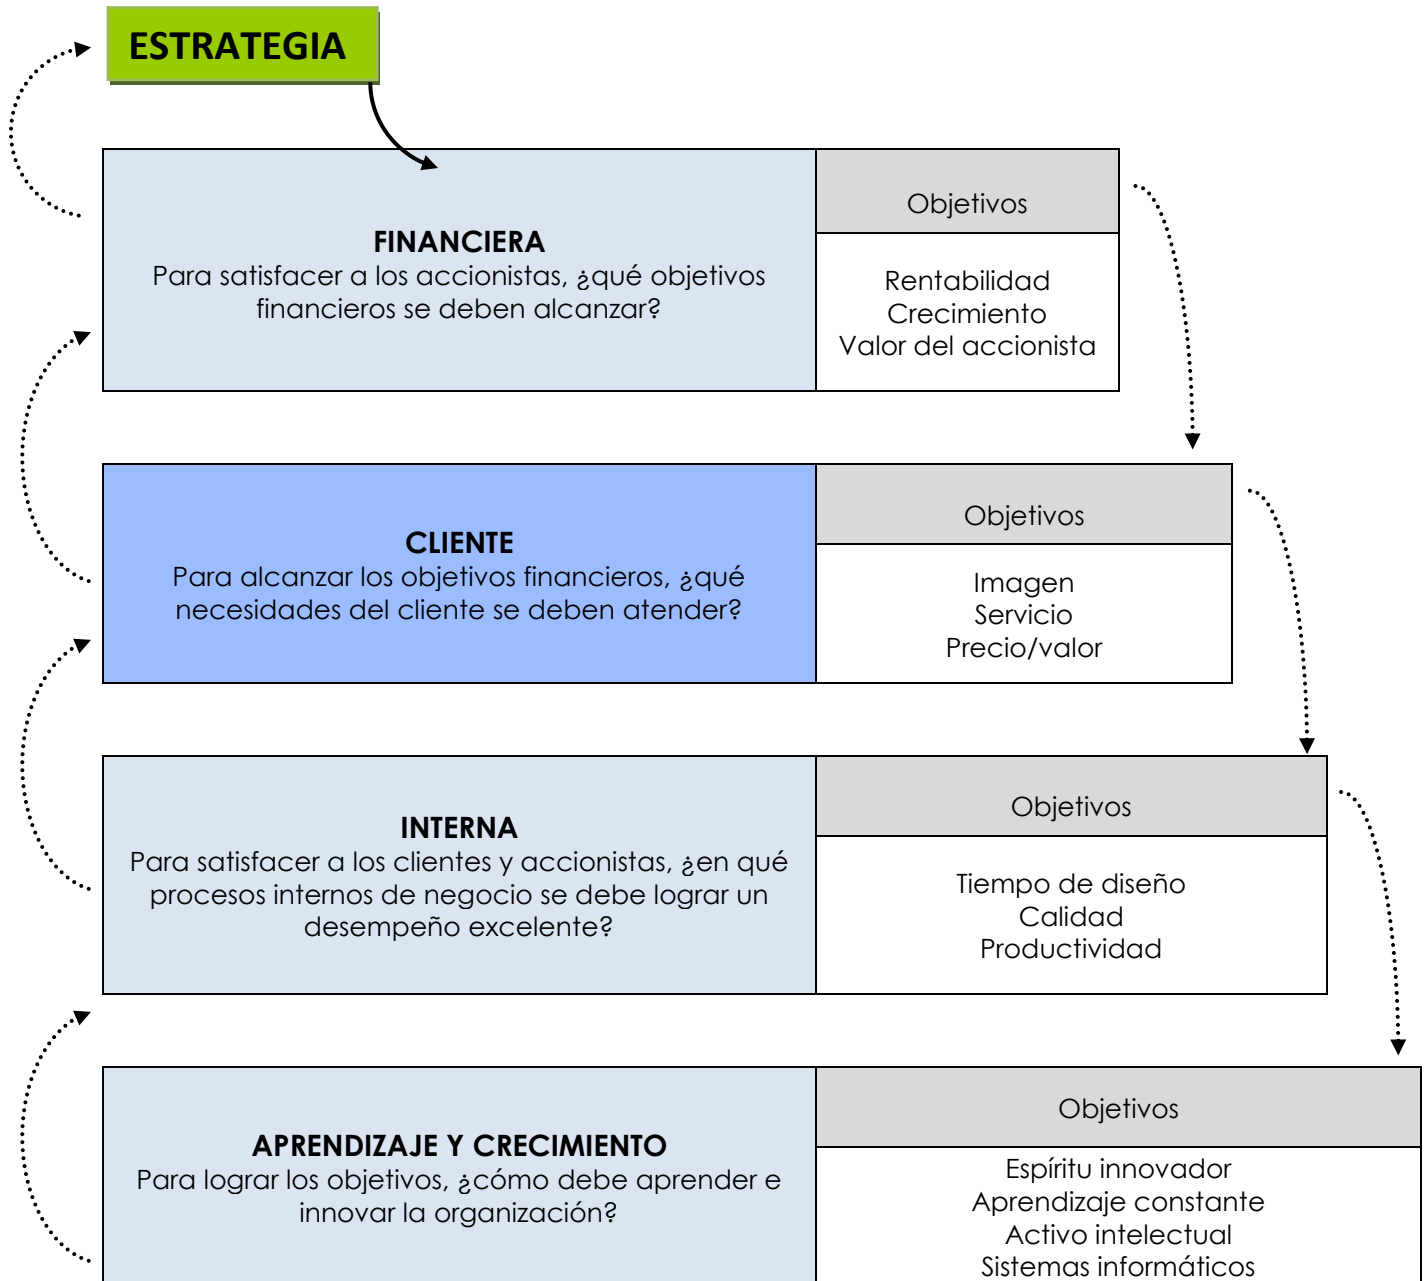 ESTRATEGIA
FINANCIERA
Para satisfacer a los accionistas, ¿qué objetivos
financieros se deben alcanzar?
Objetivos
Rentabilidad
Crecimiento
Valor del accionista
CLIENTE
Para alcanzar los objetivos financieros, ¿qué
necesidades del cliente se deben atender?
Objetivos
Imagen
Servicio
Precio/valor
INTERNA
Para satisfacer a los clientes y accionistas, ¿en qué
procesos internos de negocio se debe lograr un
desempeño excelente?
Objetivos
Tiempo de diseño
Calidad
Productividad
APRENDIZAJE Y CRECIMIENTO
Para lograr los objetivos, ¿cómo debe aprender e
innovar la organización?
Objetivos
Espíritu innovador
Aprendizaje constante
Activo intelectual
Sistemas informáticos